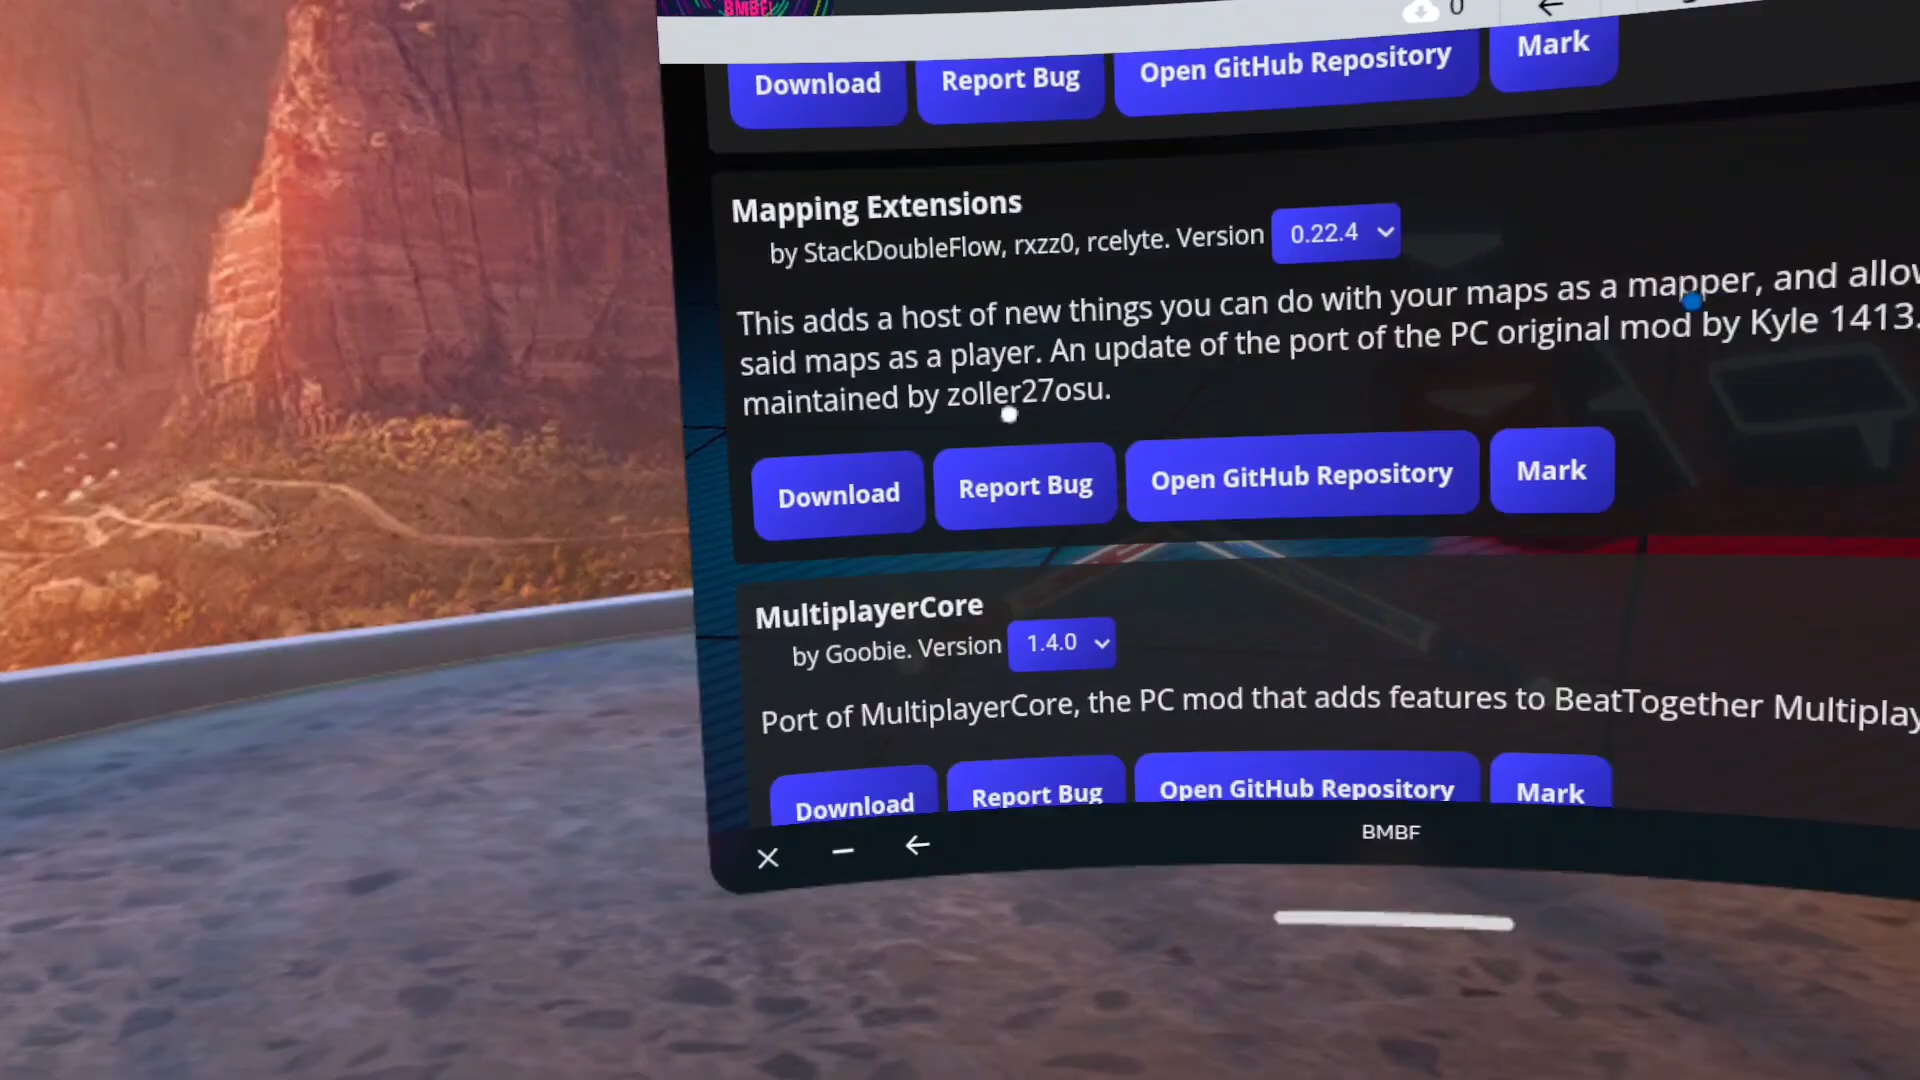 BMBF
0
Download Report Bug Open GitHub Repository Mark
Mapping Extensions
by StackDoubleFlow, rxzz0, rcelyte. Version 0.22.4
This adds a host of new things you can do with your maps as a mapper, and allow
said maps as a player. An update of the port of the PC original mod by Kyle 1413.
maintained by zoller27osu.
Download Report Bug Open GitHub Repository Mark
MultiplayerCore
by Goobie. Version 1.4.0
Port of MultiplayerCore, the PC mod that adds features to BeatTogether Multiplay
Download Report Bug Open GitHub Repository Mark
BMBF